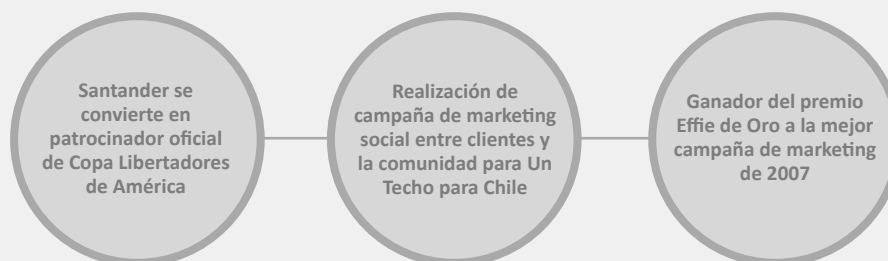 Santander se
convierte en
patrocinador oficial
de Copa Libertadores
de América
Realización de
campaña de marketing
social entre clientes y
la comunidad para Un
Techo para Chile
Ganador del premio
Effie de Oro a la mejor
campaña de marketing
de 2007